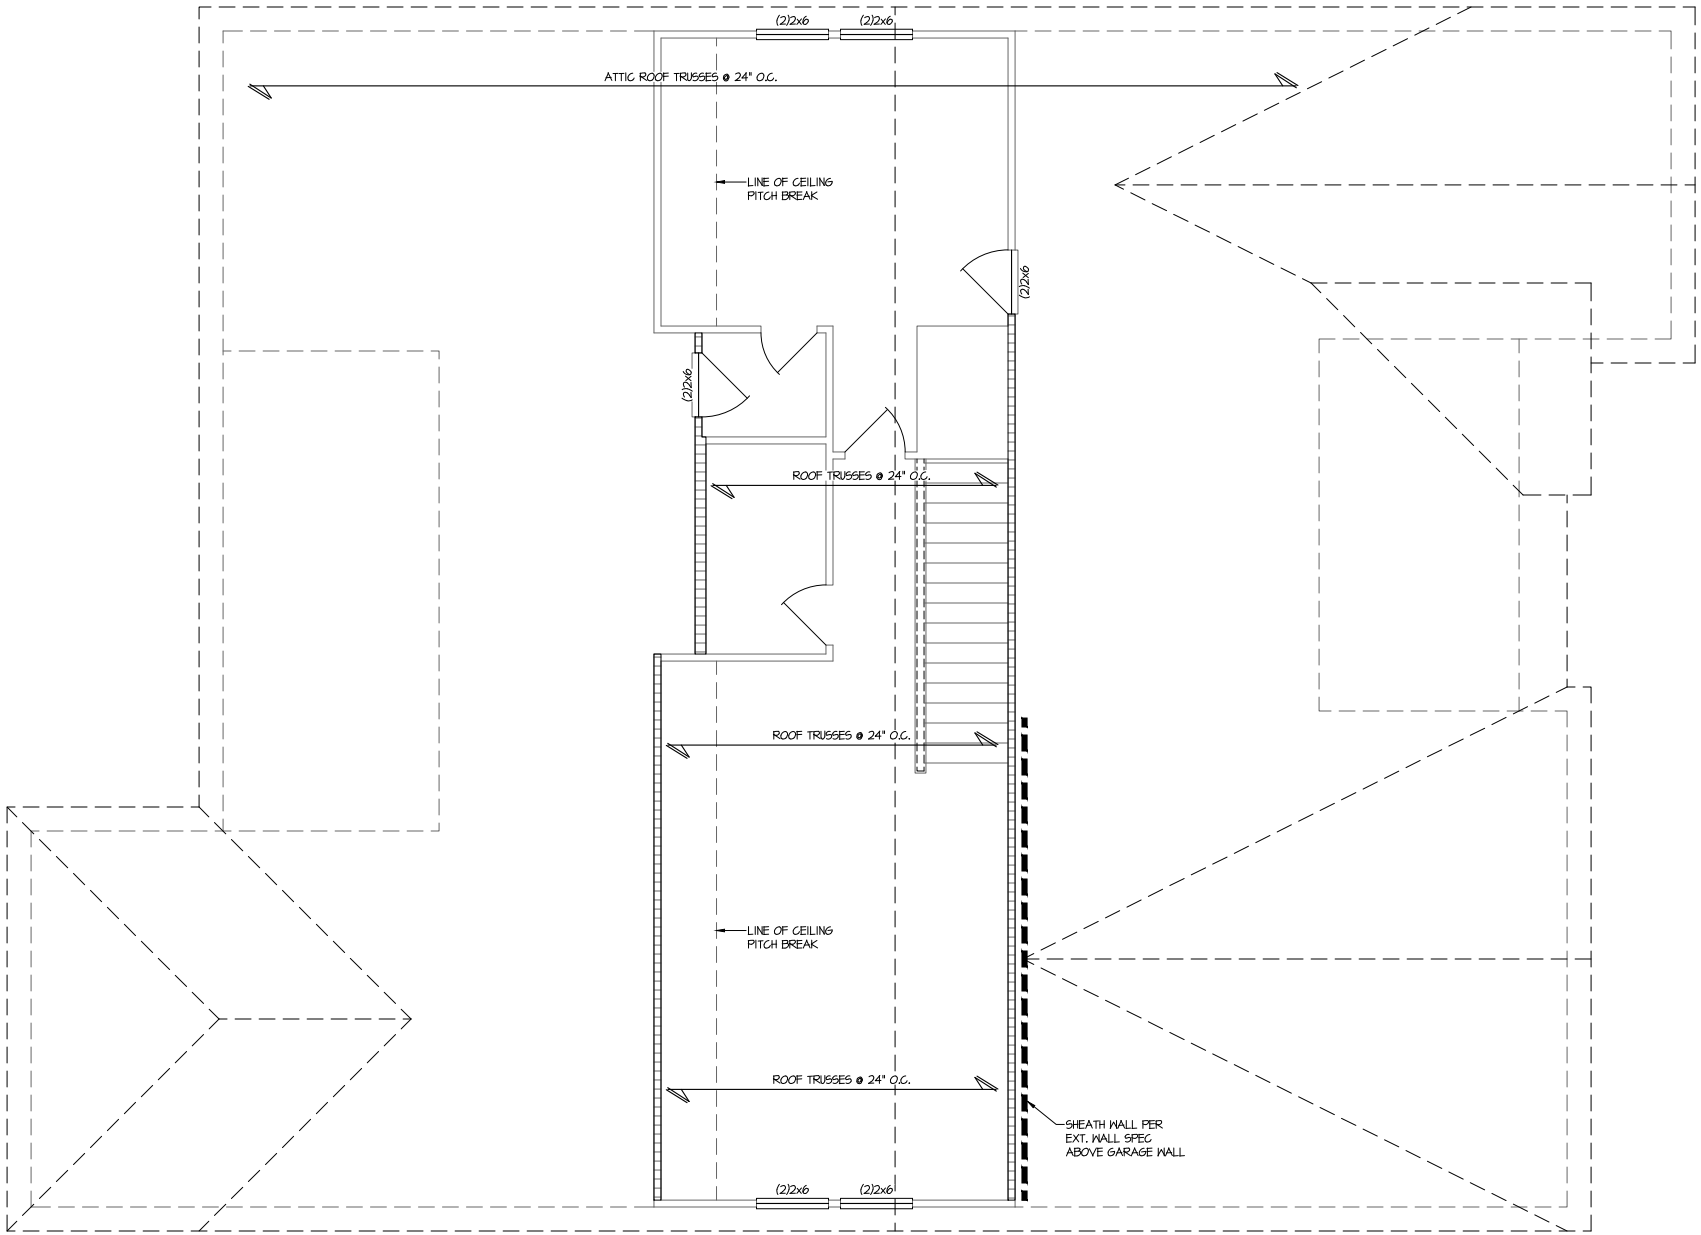 (2)2x6
(2)2x6
ATTIC ROOF TRUSSES @ 24" O.C.
LINE OF CEILING
PITCH BREAK
(2)2x6
(2)2x6
ROOF TRUSSES @ 24" O.C.
ROOF TRUSSES @ 24" O.C.
LINE OF CEILING
PITCH BREAK
ROOF TRUSSES @ 24" O.C.
SHEATH WALL PER
EXT. WALL SPEC
ABOVE GARAGE WALL
(2)2x6
(2)2x6